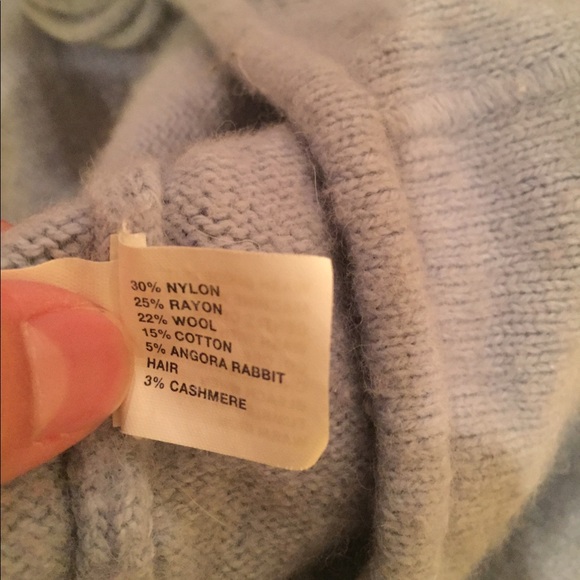 30% NYLON
25% RAYON
22% WOOL
15% COTTON
5% ANGORA RABBIT
HAIR
3% CASHMERE